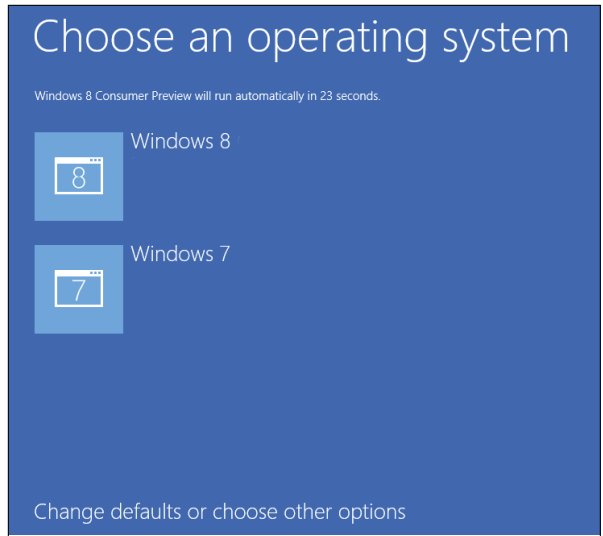 Choose an operating system
Windows 8 Consumer Preview will run automatically in 23 seconds.
Windows 8
8
Windows 7
7
Change defaults or choose other options